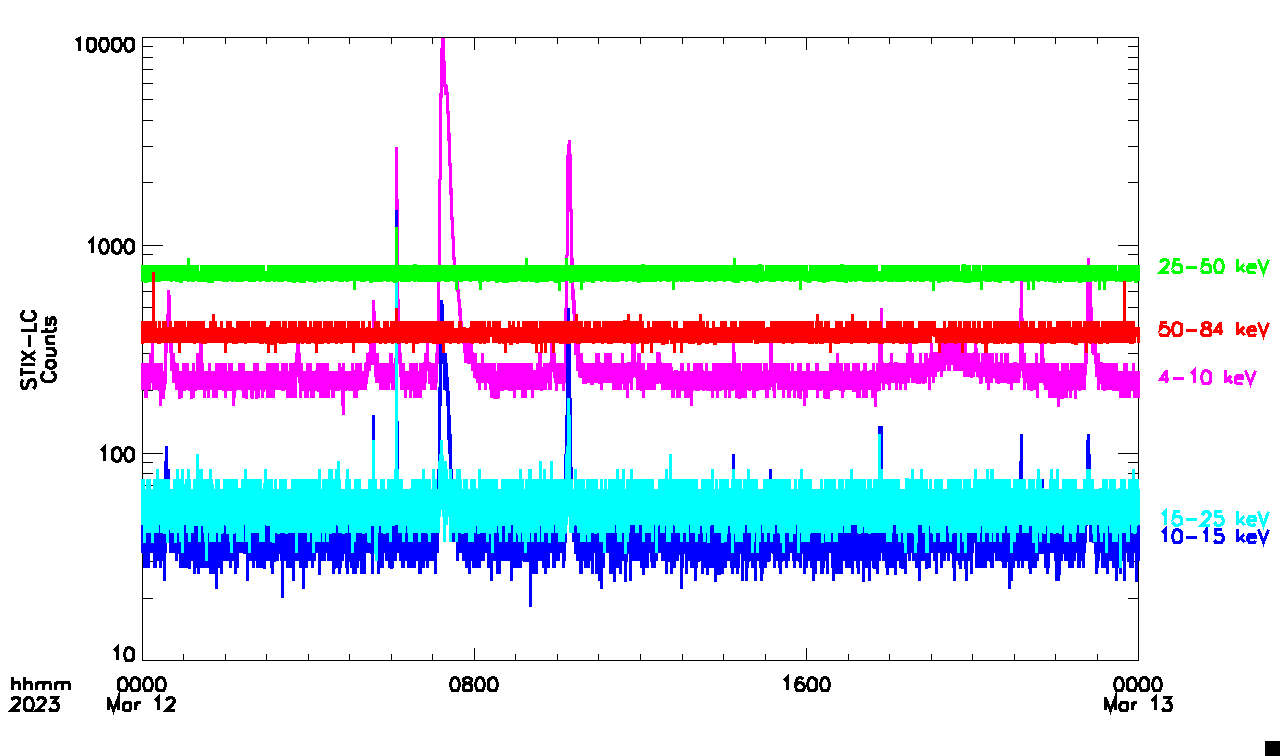 10000
1000
100
10
STIX-LC
Counts
25-50 keV
50-84 keV
4-10 keV
15-25 keV
10-15 keV
hhmm 0000 0800 1600 0000
2023 Mar 12 Mar 13